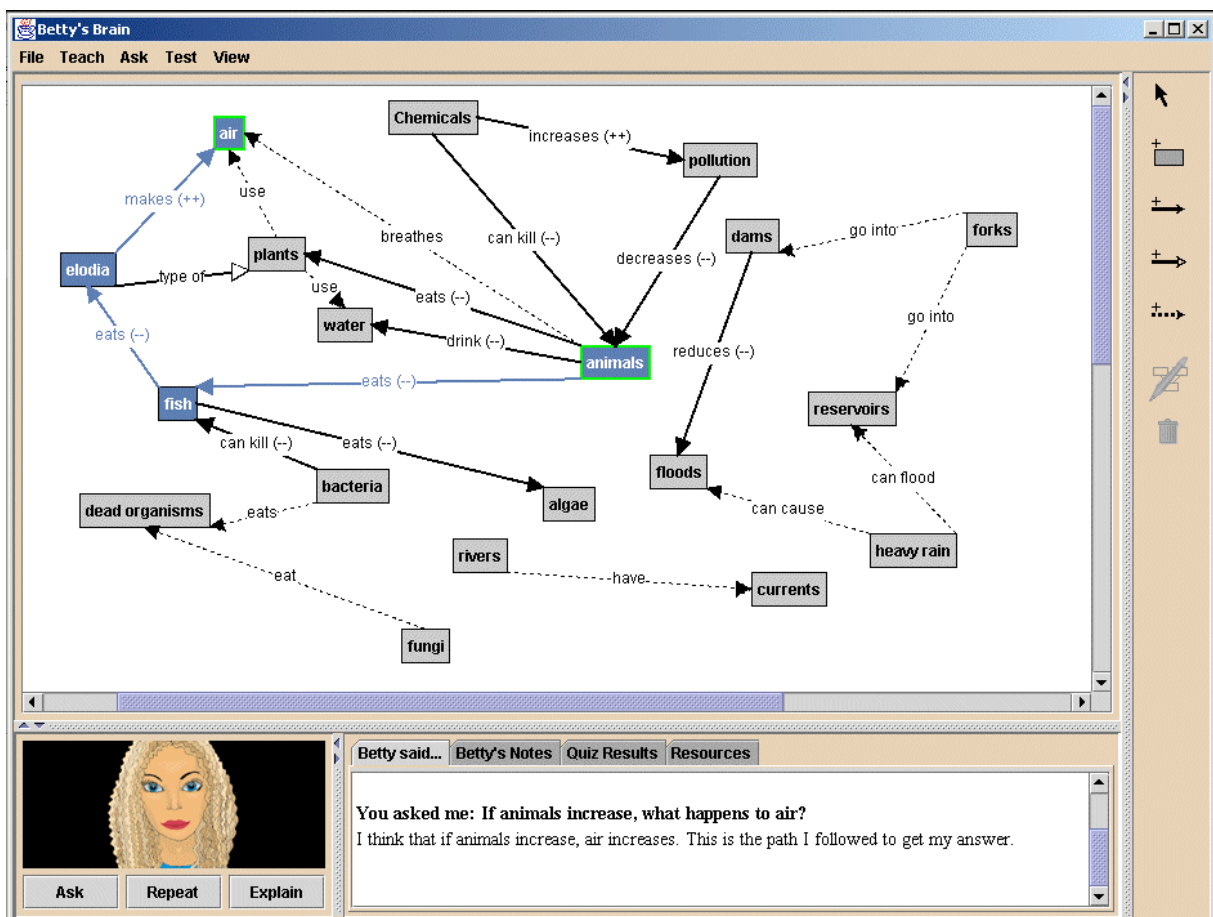 Betty's Brain
File Teach Ask Test View
air
Chemicals
increases (++)
pollution
use
makes (++)
breathes
can kill (--)
dams
go into
forks
plants
elodia
type of
decreases (--)
use
eats (--)
water
go into
eats (--)
drink (--)
reduces (--)
animals
eats (--)
fish
reservoirs
can kill (--)
eats (--)
floods
can flood
bacteria
algae
dead organisms
eats
can cause
rivers
heavy rain
have
eat
currents
fungi
Betty said... Betty's Notes Quiz Results Resources
You asked me: If animals increase, what happens to air?
I think that if animals increase, air increases. This is the path I followed to get my answer.
Ask Repeat Explain